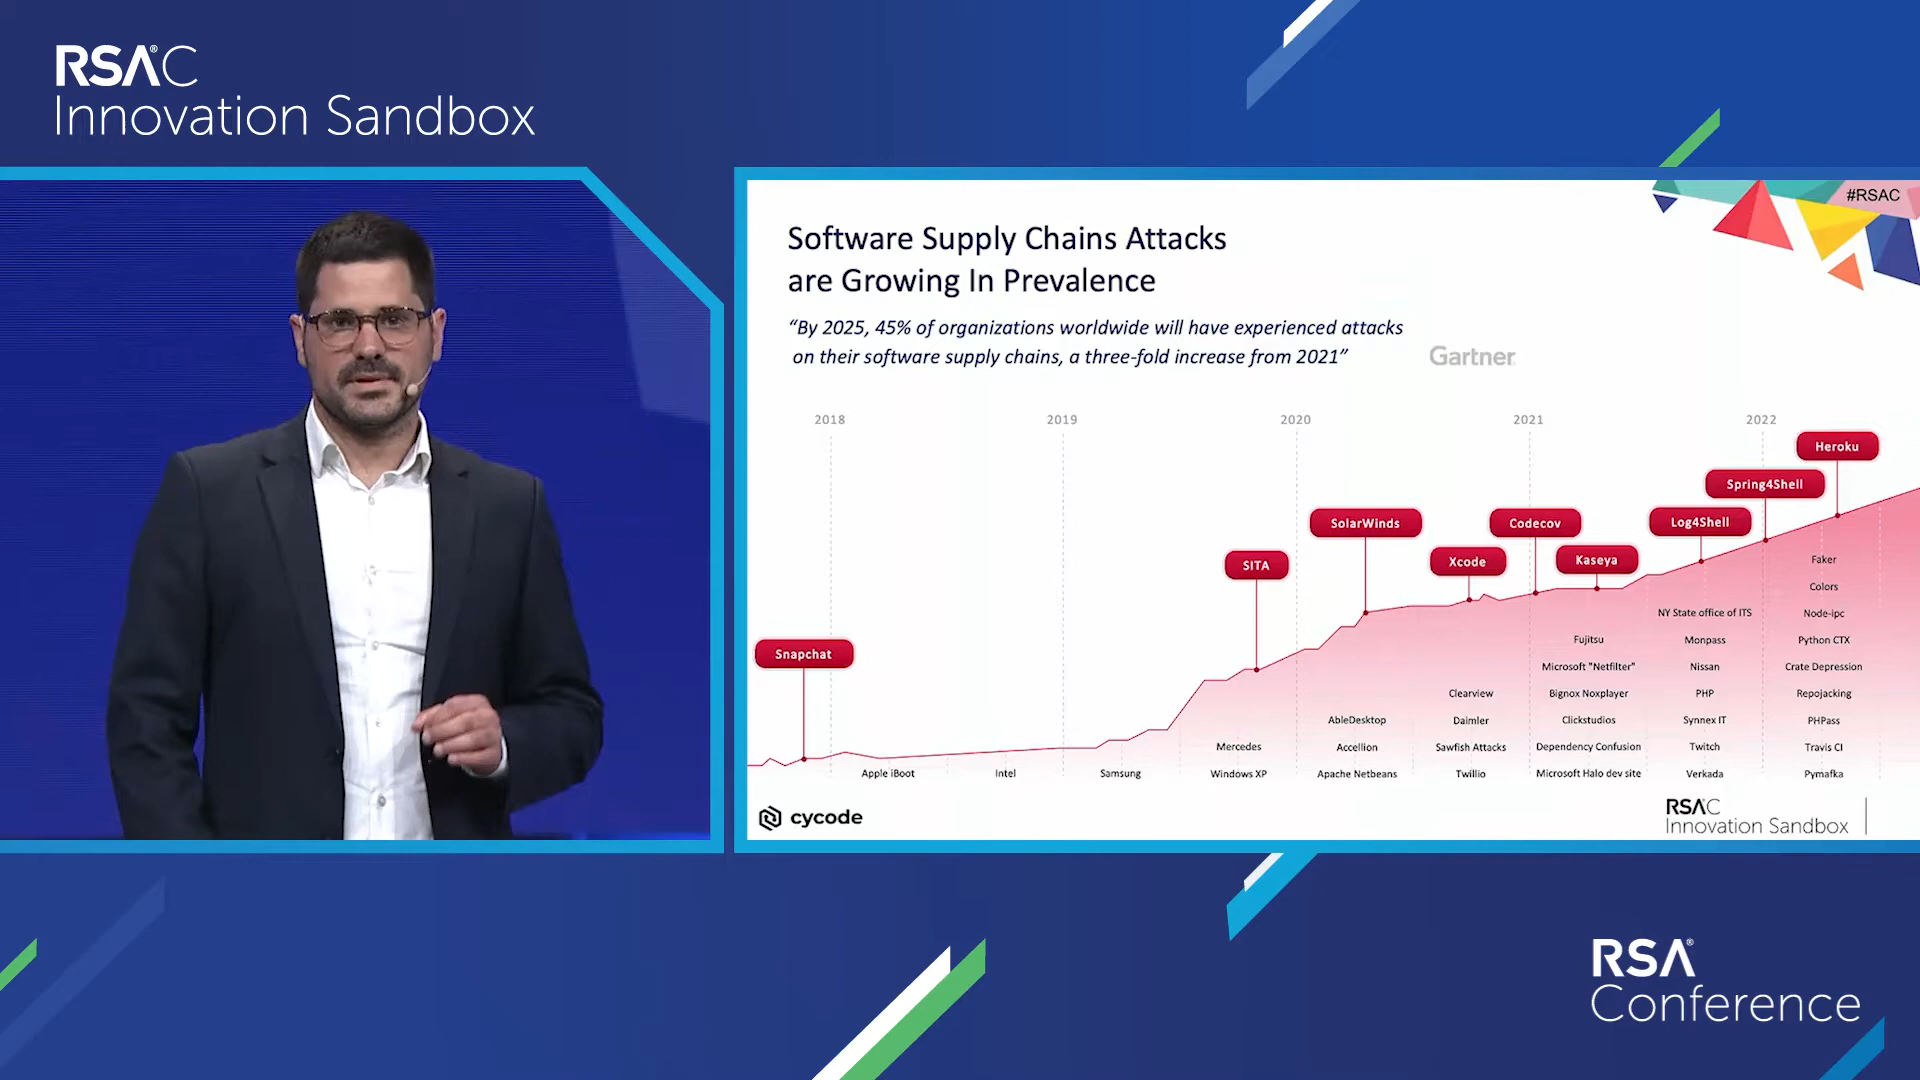 RSAC
Innovation Sandbox
#RSAC
Software Supply Chains Attacks
are Growing In Prevalence
“By 2025, 45% of organizations worldwide will have experienced attacks
on their software supply chains, a three-fold increase from 2021”
Gartner
2018 2019 2020 2021 2022
Heroku
Spring4Shell
SolarWinds Codecov Log4Shell
SITA Xcode Kaseya
Faker
Colors
NY State office of ITS Node-ipc
Fujitsu Monpass Python CTX
Snapchat
Microsoft "Netfilter" Nissan Crate Depression
Clearview Bignox Noxplayer PHP Repojacking
AbleDesktop Daimler Clickstudios Synnex IT PHPass
Mercedes Accellion Sawfish Attacks Dependency Confusion Twitch Travis CI
Apple iBoot Intel Samsung Windows XP Apache Netbeans Twillio Microsoft Halo dev site Verkada Pymafka
cycode
RSAC
Innovation Sandbox
RSA
Conference